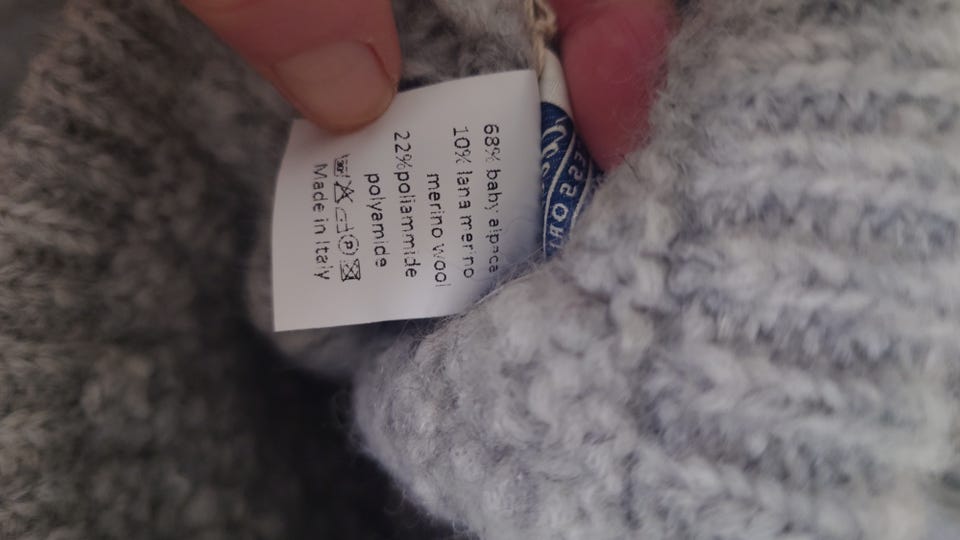 68% baby alpaca
10% lana merino
merino wool
22%poliammide
polyamide
Made in Italy